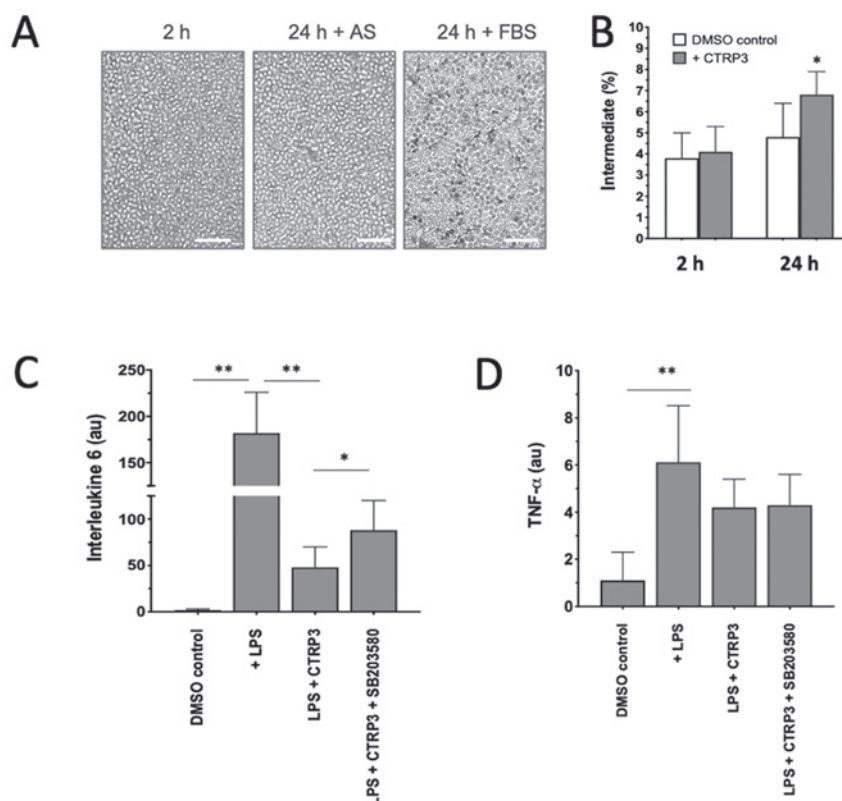 A
2 h
24 h + AS
24 h + FBS
B
DMSO control
+ CTRP3
Intermediate (%)
10
9
8
7
6
5
4
3
2
1
0
*
2 h
24 h
C
Interleukine 6 (au)
250
200
150
100
50
0
**
**
*
DMSO control
+ LPS
LPS + CTRP3
LPS + CTRP3 + SB203580
D
TNF-α (au)
10
8
6
4
2
0
**
DMSO control
+ LPS
LPS + CTRP3
LPS + CTRP3 + SB203580